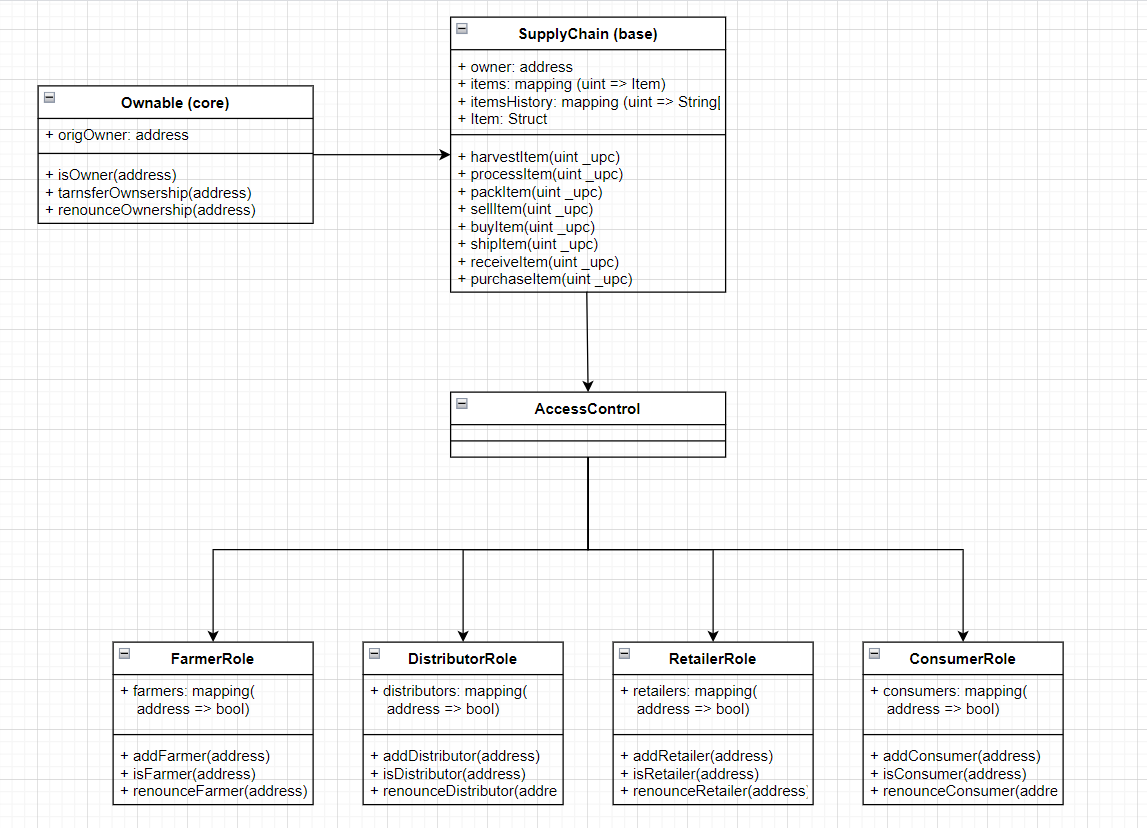 SupplyChain (base)
+ owner: address
+ items: mapping (uint => Item)
+ itemsHistory: mapping (uint => String[
+ Item: Struct
+ harvestItem(uint _upc)
+ processItem(uint _upc)
+ packItem(uint _upc)
+ sellItem(uint _upc)
+ buyItem(uint _upc)
+ shipItem(uint _upc)
+ receiveItem(uint _upc)
+ purchaseItem(uint _upc)
Ownable (core)
+ origOwner: address
+ isOwner(address)
+ tarnsferOwnsership(address)
+ renounceOwnership(address)
AccessControl
FarmerRole
+ farmers: mapping(
address => bool)
+ addFarmer(address)
+ isFarmer(address)
+ renounceFarmer(address)
DistributorRole
+ distributors: mapping(
address => bool)
+ addDistributor(address)
+ isDistributor(address)
+ renounceDistributor(addre
RetailerRole
+ retailers: mapping(
address => bool)
+ addRetailer(address)
+ isRetailer(address)
+ renounceRetailer(address)
ConsumerRole
+ consumers: mapping(
address => bool)
+ addConsumer(address)
+ isConsumer(address)
+ renounceConsumer(addre